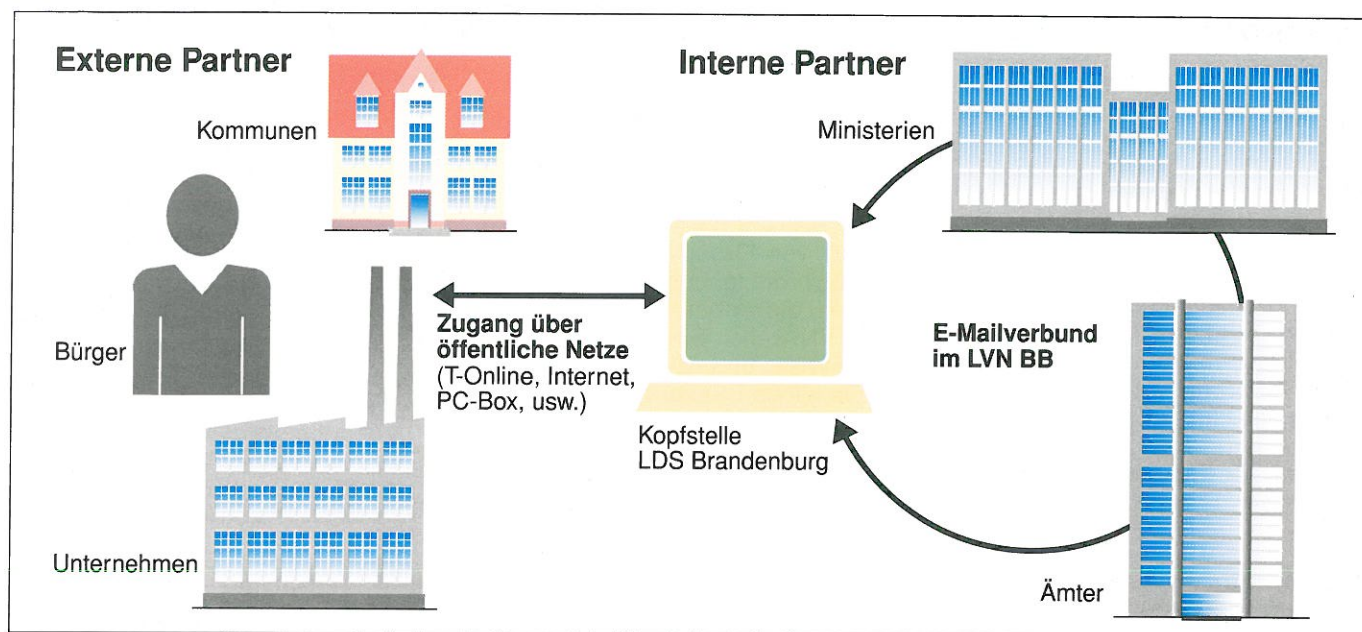 Externe Partner
Kommunen
Bürger
Unternehmen
Zugang über
öffentliche Netze
(T-Online, Internet,
PC-Box, usw.)
Interne Partner
Ministerien
E-Mailverbund
im LVN BB
Kopfstelle
LDS Brandenburg
Ämter